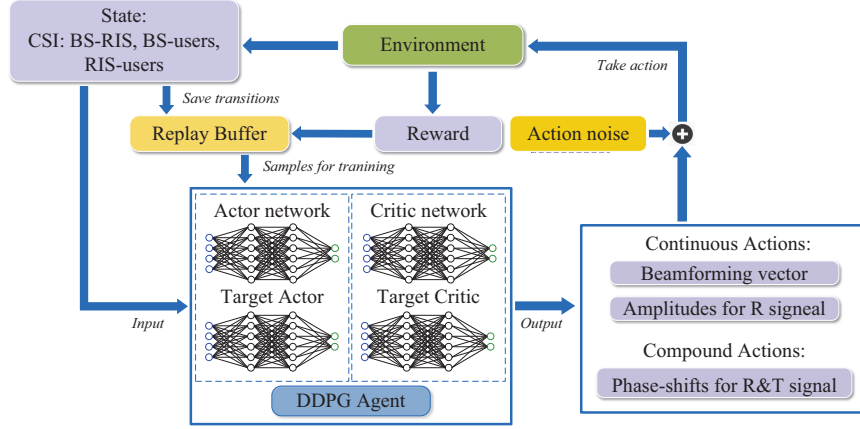 State:
CSI: BS-RIS, BS-users,
RIS-users
Environment
Take action
Save transitions
Replay Buffer
Reward
Action noise
Samples for tranining
Actor network
Critic network
Target Actor
Target Critic
DDPG Agent
Input
Output
Continuous Actions:
Beamforming vector
Amplitudes for R signeal
Compound Actions:
Phase-shifts for R&T signal